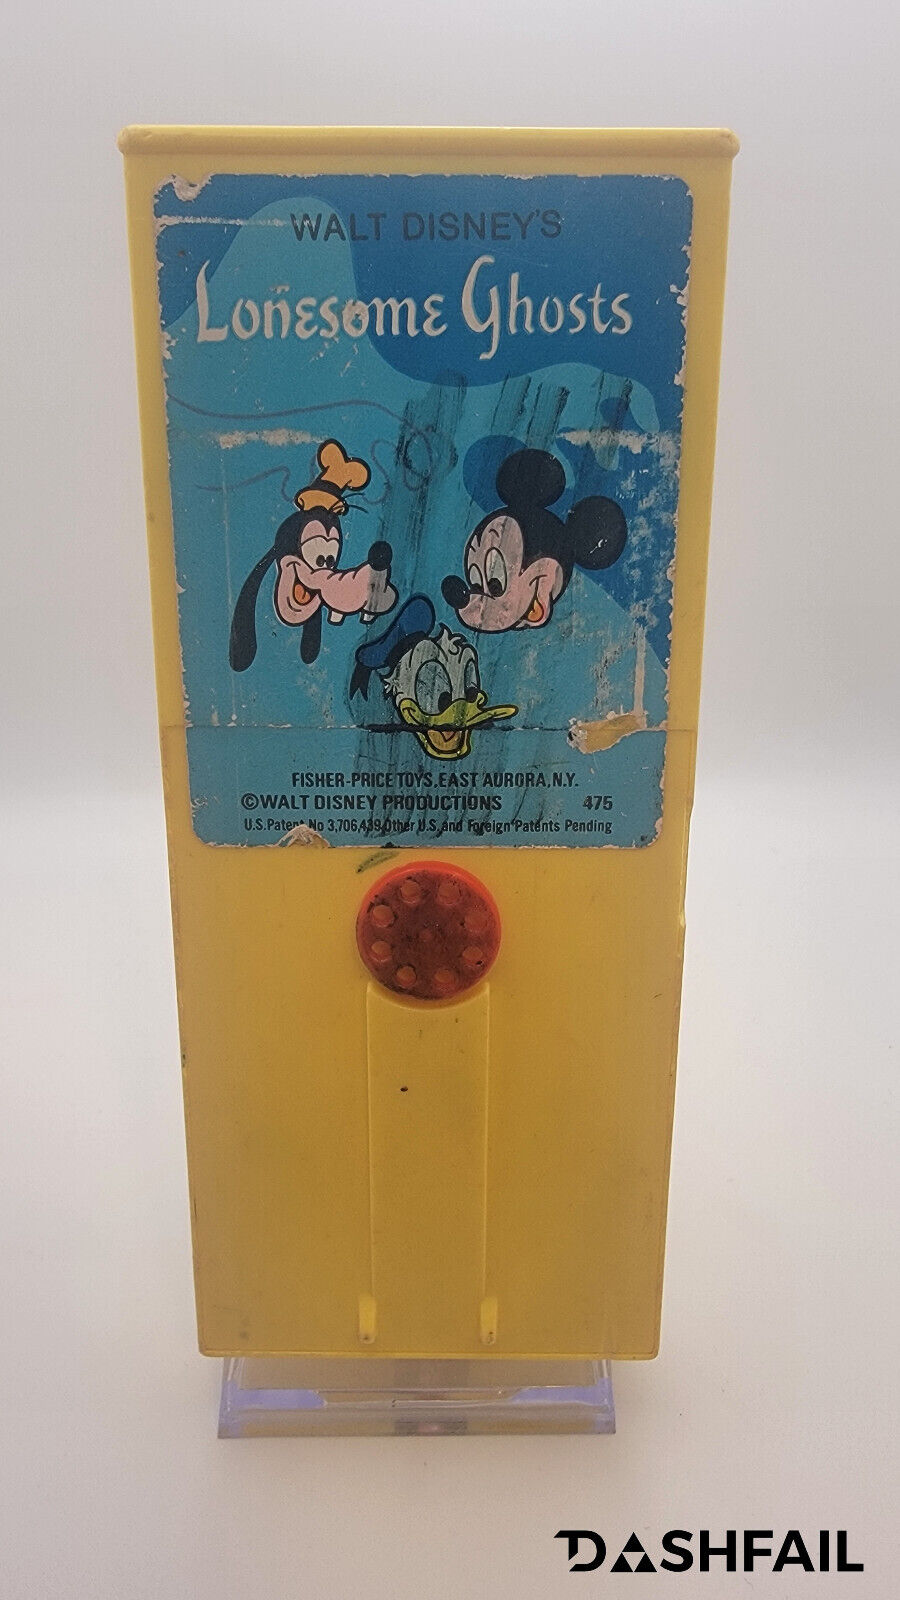 WALT DISNEY'S
Lonesome Ghosts
FISHER-PRICE TOYS, EAST AURORA, N.Y.
©WALT DISNEY PRODUCTIONS 475
U.S. Patent No 3,706,439 Other U.S. and Foreign Patents Pending
DASHFAIL